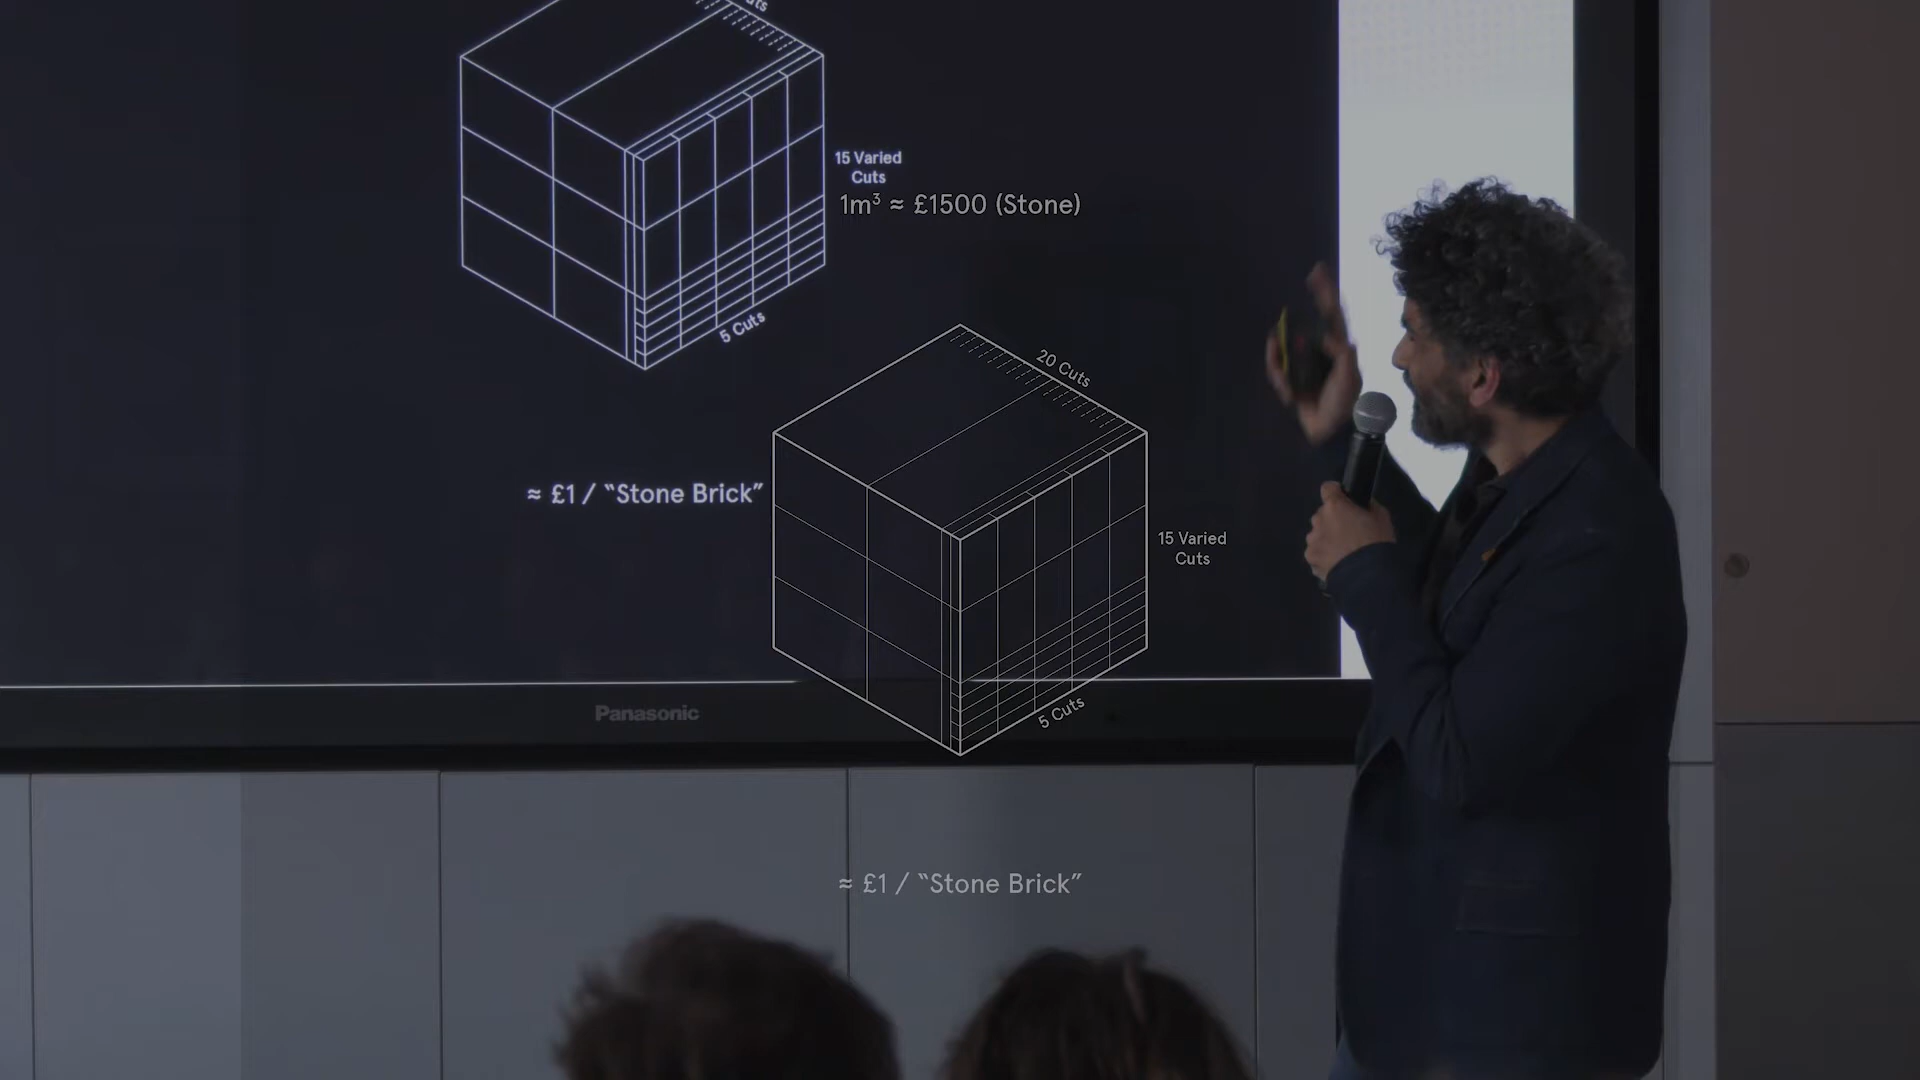 15 Varied
Cuts
1m³ ≈ £1500 (Stone)
5 Cuts
20 Cuts
≈ £1 / “Stone Brick”
15 Varied
Cuts
5 Cuts
Panasonic
≈ £1 / “Stone Brick”